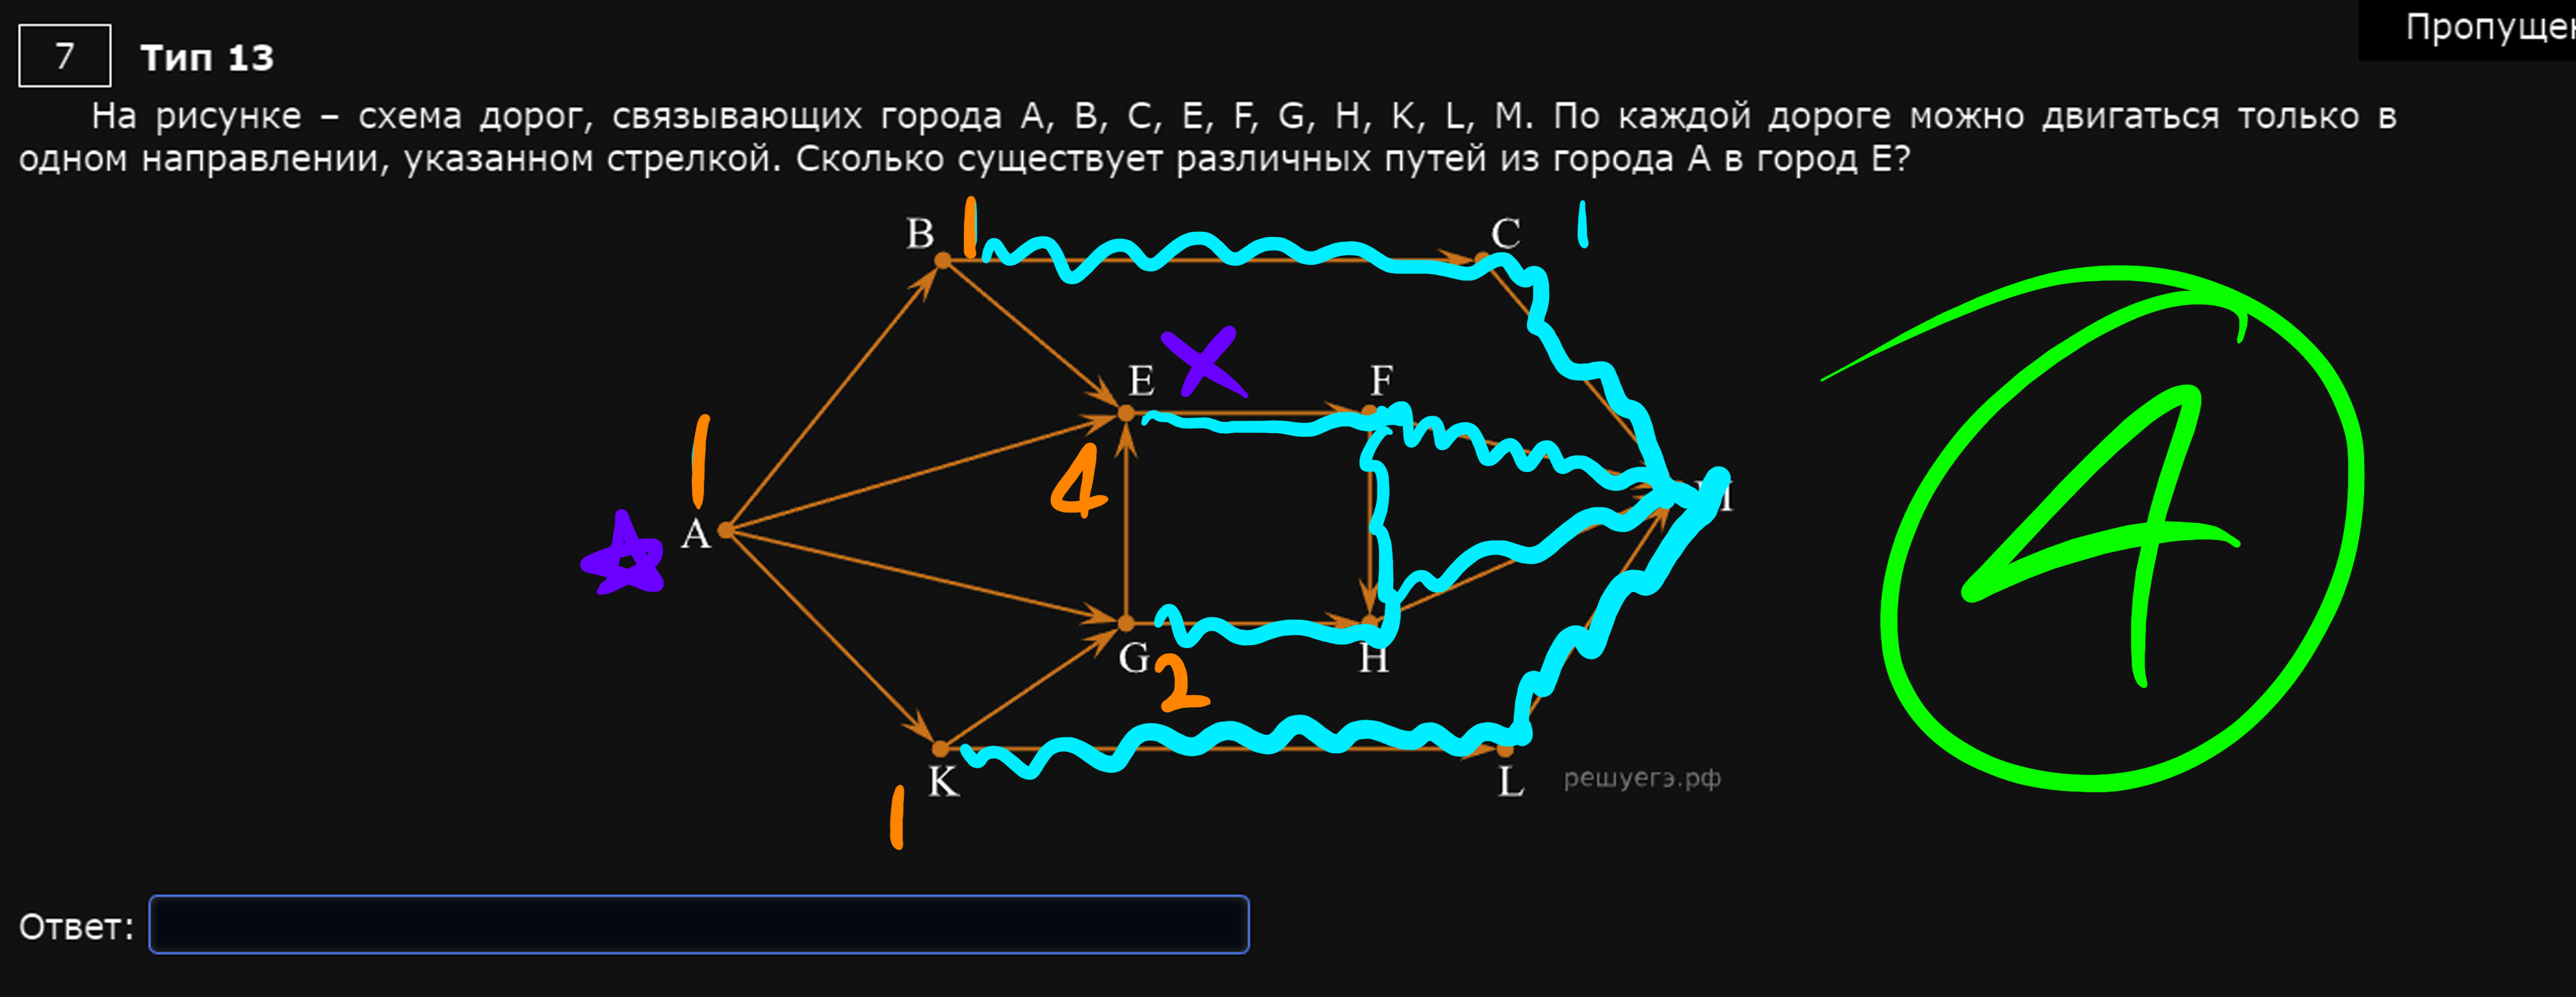 Пропущен
7 Тип 13
На рисунке – схема дорог, связывающих города A, B, C, E, F, G, H, K, L, M. По каждой дороге можно двигаться только в
одном направлении, указанном стрелкой. Сколько существует различных путей из города A в город E?
B 1 C 1
E F
1
4
A
4
G H
2
K L решуегэ.рф
1
Ответ: